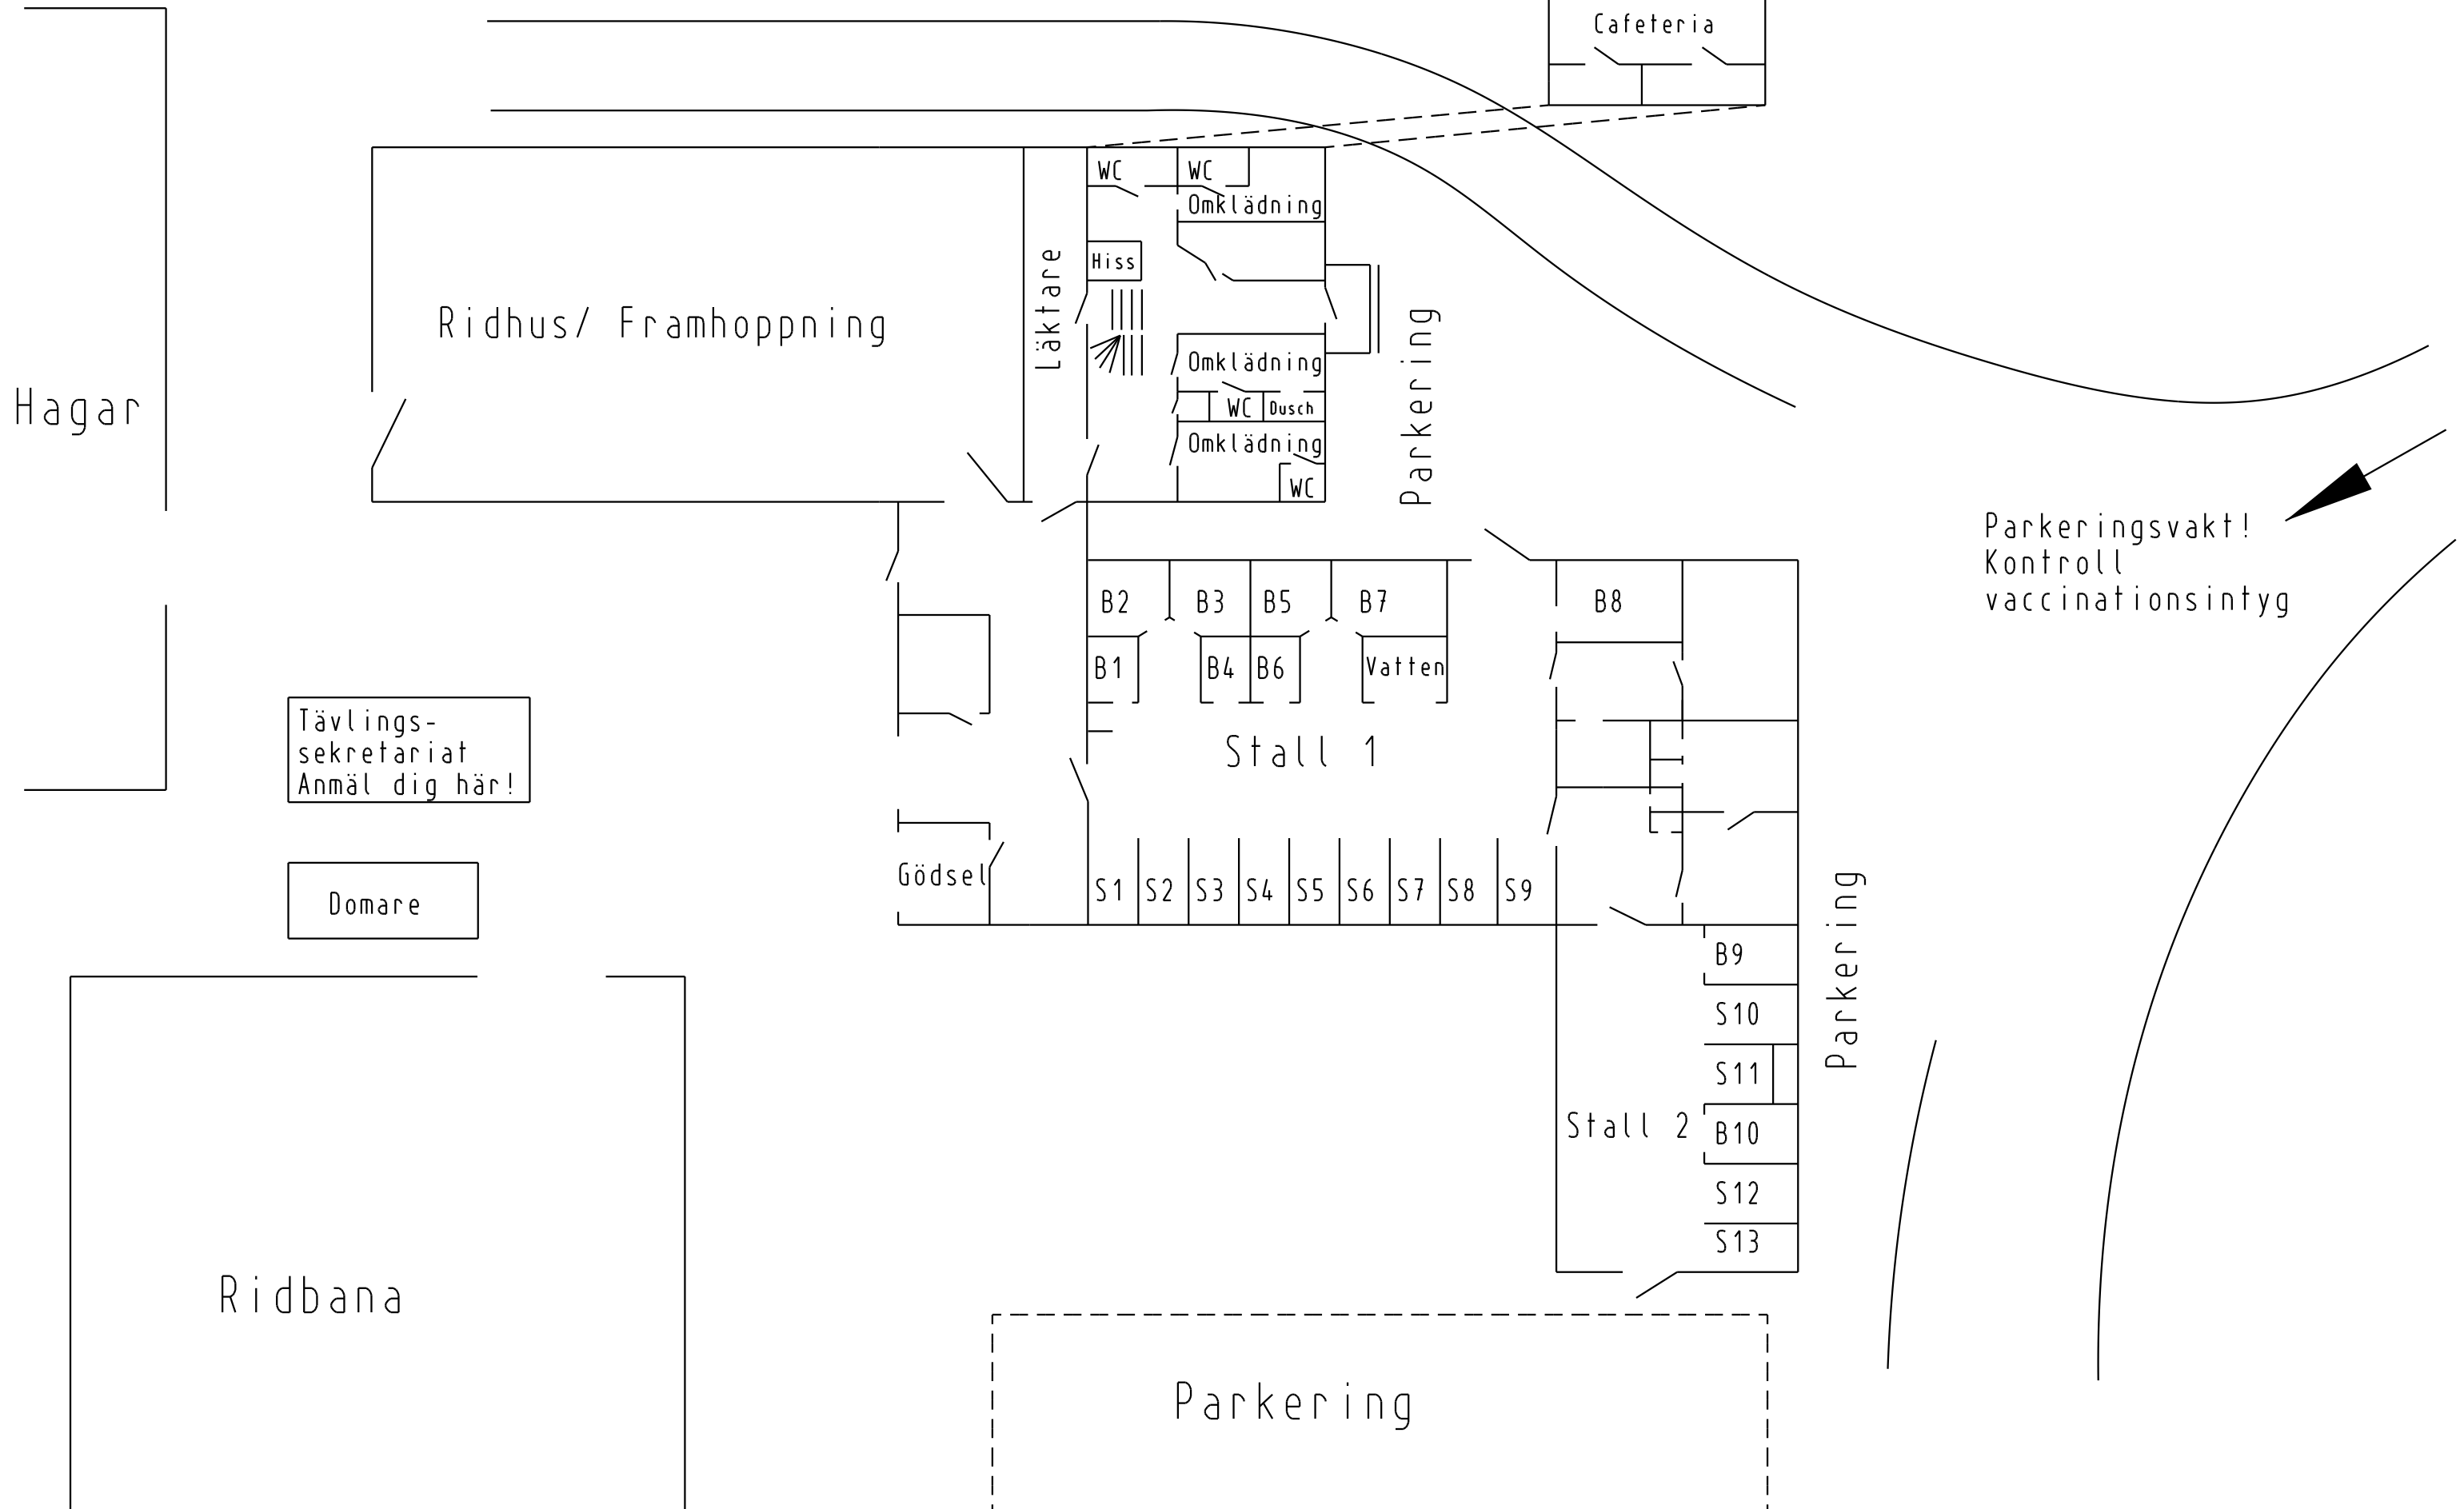 Cafeteria
WC
WC
Omklädning
Hiss
Läktare
Ridhus/ Framhoppning
Parkering
Omklädning
Hagar
WC
Dusch
Omklädning
WC
Parkeringsvakt!
Kontroll
vaccinationsintyg
B2
B3
B5
B7
B8
B1
B4
B6
Vatten
Tävlings-
sekretariat
Anmäl dig här!
Stall 1
Gödsel
S1
S2
S3
S4
S5
S6
S7
S8
S9
Domare
B9
Parkering
S10
S11
Stall 2
B10
S12
S13
Ridbana
Parkering